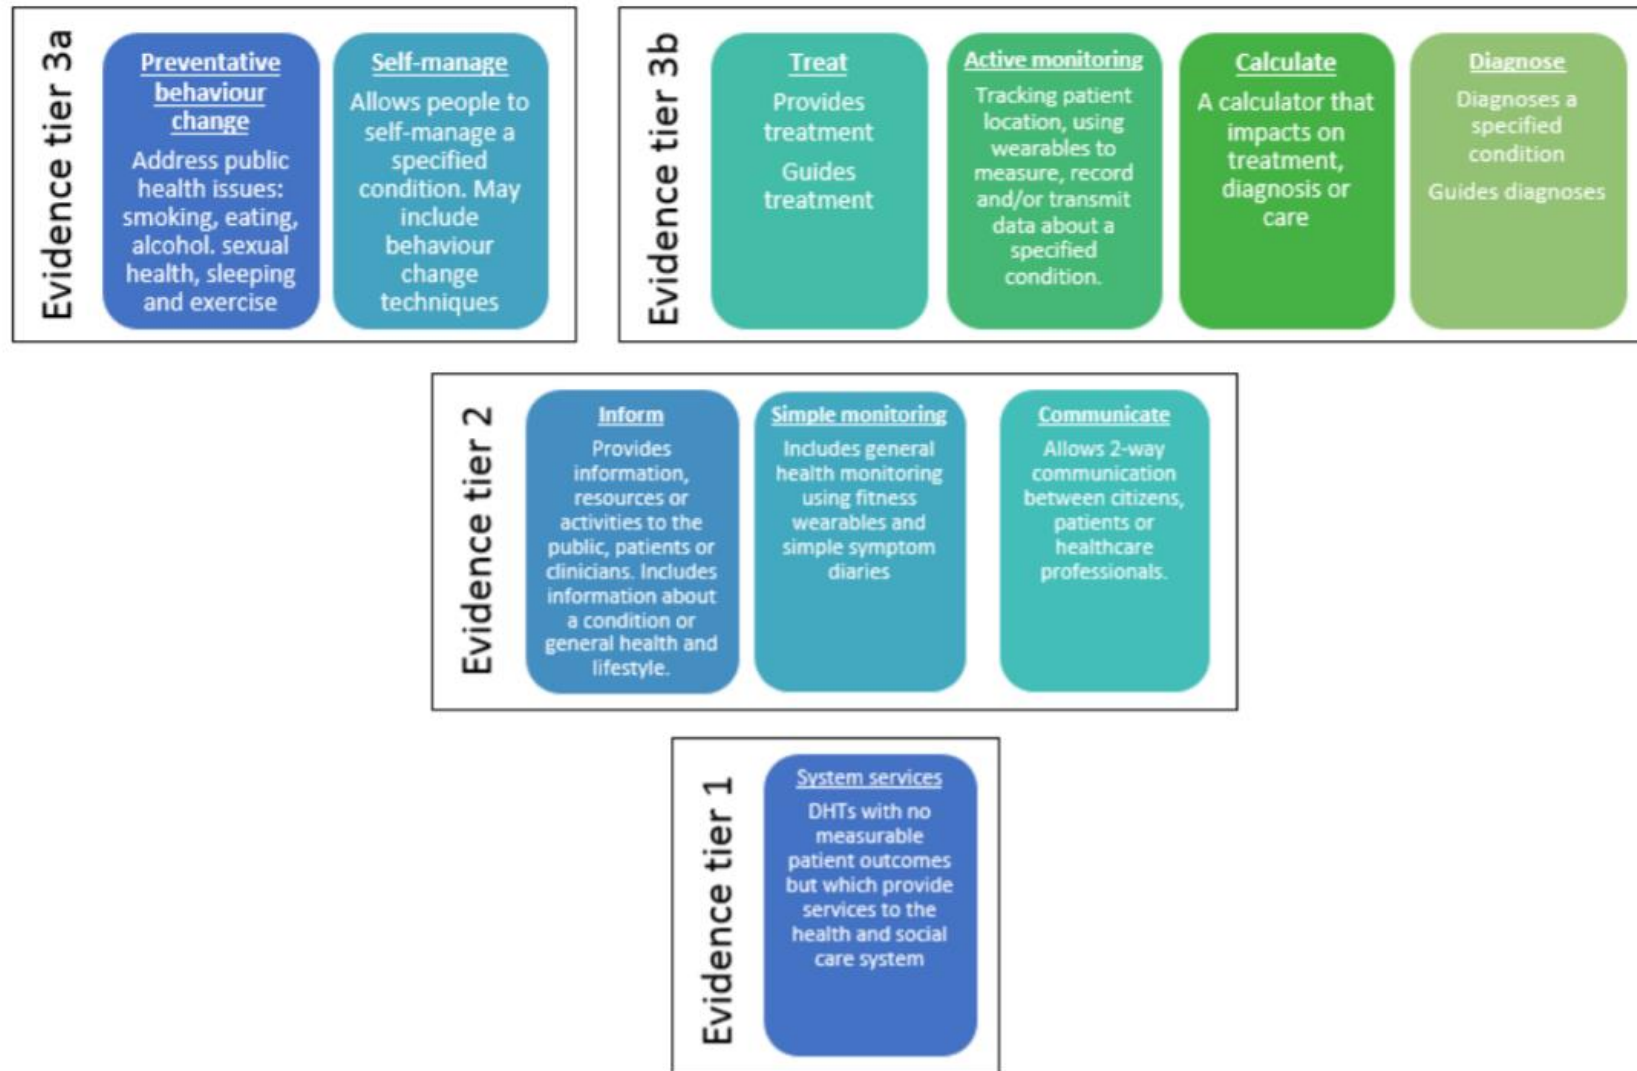 Evidence tier 3a
Preventative
behaviour
change
Address public
health issues:
smoking, eating,
alcohol. sexual
health, sleeping
and exercise
Self-manage
Allows people to
self-manage a
specified
condition. May
include
behaviour
change
techniques
Evidence tier 3b
Treat
Provides
treatment
Guides
treatment
Active monitoring
Tracking patient
location, using
wearables to
measure, record
and/or transmit
data about a
specified
condition.
Calculate
A calculator that
impacts on
treatment,
diagnosis or
care
Diagnose
Diagnoses a
specified
condition
Guides diagnoses
Evidence tier 2
Inform
Provides
information,
resources or
activities to the
public, patients or
clinicians. Includes
information about
a condition or
general health and
lifestyle.
Simple monitoring
Includes general
health monitoring
using fitness
wearables and
simple symptom
diaries
Communicate
Allows 2-way
communication
between citizens,
patients or
healthcare
professionals.
Evidence tier 1
System services
DHTs with no
measurable
patient outcomes
but which provide
services to the
health and social
care system